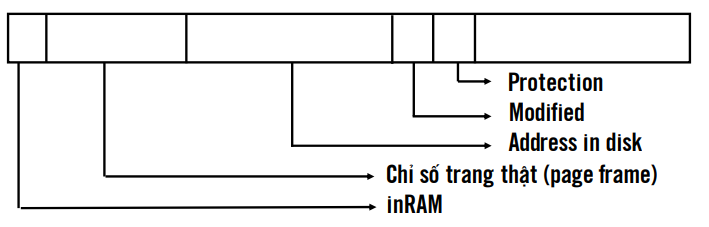 Protection
Modified
Address in disk
Chỉ số trang thật (page frame)
inRAM